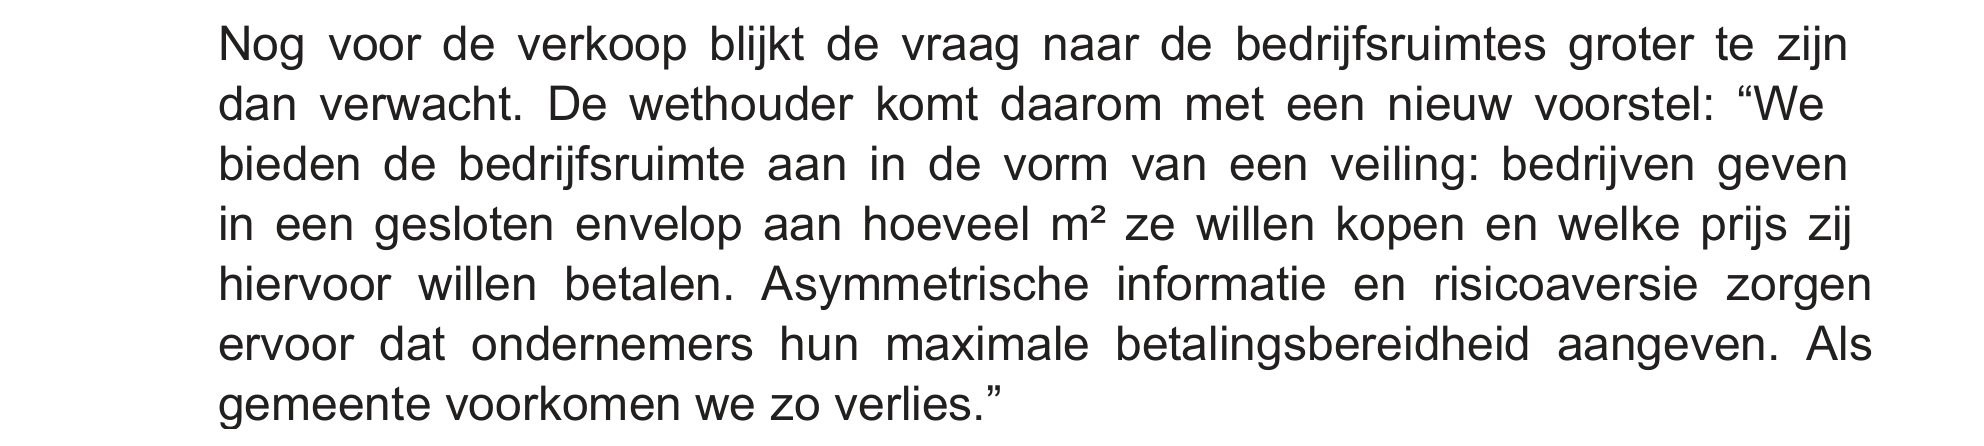 Nog voor de verkoop blijkt de vraag naar de bedrijfsruimtes groter te zijn
dan verwacht. De wethouder komt daarom met een nieuw voorstel: “We
bieden de bedrijfsruimte aan in de vorm van een veiling: bedrijven geven
in een gesloten envelop aan hoeveel m² ze willen kopen en welke prijs zij
hiervoor willen betalen. Asymmetrische informatie en risicoaversie zorgen
ervoor dat ondernemers hun maximale betalingsbereidheid aangeven. Als
gemeente voorkomen we zo verlies.”